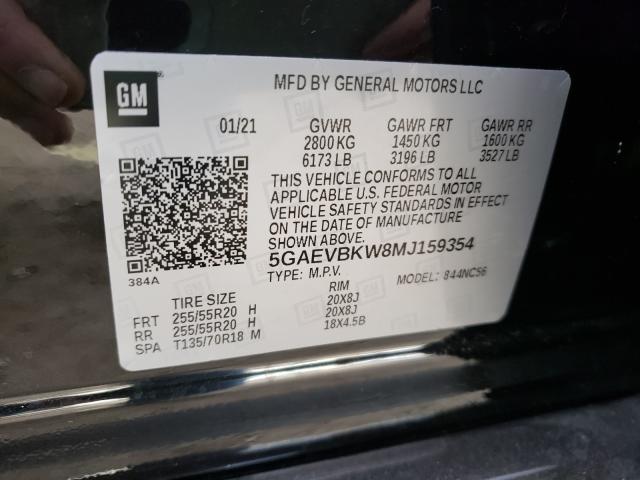 GM
MFD BY GENERAL MOTORS LLC
01/21 GVWR GAWR FRT GAWR RR
2800 KG 1450 KG 1600 KG
6173 LB 3196 LB 3527 LB
THIS VEHICLE CONFORMS TO ALL
APPLICABLE U.S. FEDERAL MOTOR
VEHICLE SAFETY STANDARDS IN EFFECT
ON THE DATE OF MANUFACTURE
SHOWN ABOVE.
5GAEVBKW8MJ159354
TYPE: M.P.V. MODEL: 844NC56
384A
TIRE SIZE RIM
FRT 255/55R20 H 20X8J
RR 255/55R20 H 20X8J
SPA T135/70R18 M 18X4.5B